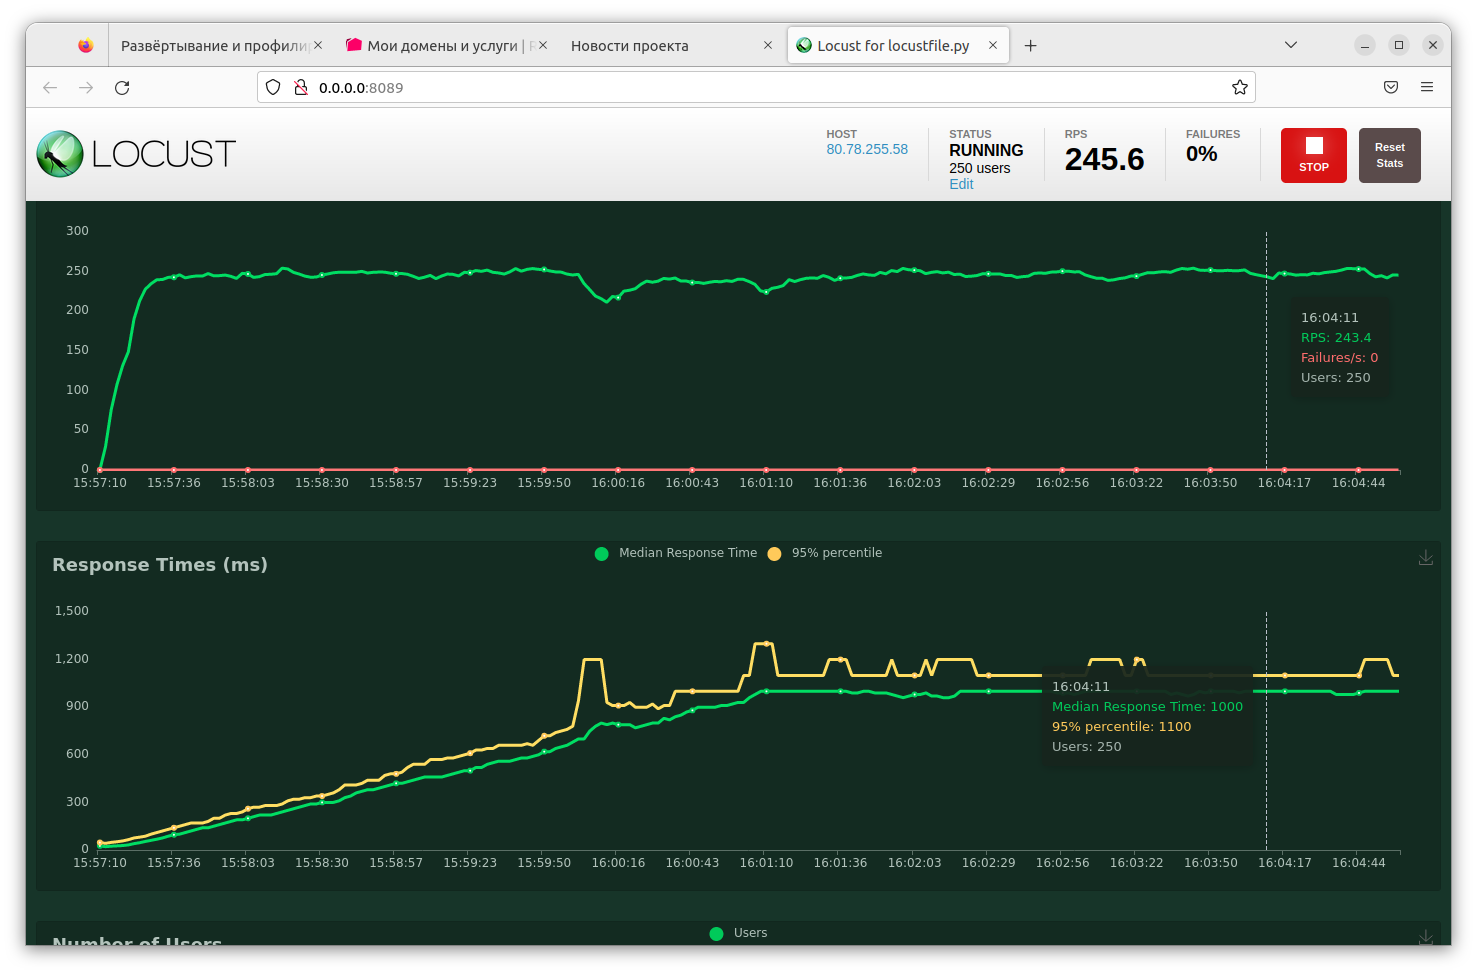 Развёртывание и профили
Мои домены и услуги | R
Новости проекта
Locust for locustfile.py
0.0.0.0:8089
LOCUST
HOST
80.78.255.58
STATUS
RUNNING
250 users
Edit
RPS
245.6
FAILURES
0%
STOP
Reset
Stats
300
250
200
150
100
50
0
16:04:11
RPS: 243.4
Failures/s: 0
Users: 250
15:57:10 15:57:36 15:58:03 15:58:30 15:58:57 15:59:23 15:59:50 16:00:16 16:00:43 16:01:10 16:01:36 16:02:03 16:02:29 16:02:56 16:03:22 16:03:50 16:04:17 16:04:44
Response Times (ms)
Median Response Time 95% percentile
1,500
1,200
900
600
300
0
16:04:11
Median Response Time: 1000
95% percentile: 1100
Users: 250
15:57:10 15:57:36 15:58:03 15:58:30 15:58:57 15:59:23 15:59:50 16:00:16 16:00:43 16:01:10 16:01:36 16:02:03 16:02:29 16:02:56 16:03:22 16:03:50 16:04:17 16:04:44
Number of Users
Users